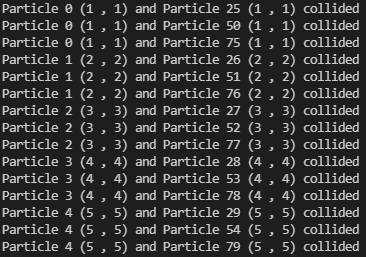 Particle 0 (1 , 1) and Particle 25 (1 , 1) collided
Particle 0 (1 , 1) and Particle 50 (1 , 1) collided
Particle 0 (1 , 1) and Particle 75 (1 , 1) collided
Particle 1 (2 , 2) and Particle 26 (2 , 2) collided
Particle 1 (2 , 2) and Particle 51 (2 , 2) collided
Particle 1 (2 , 2) and Particle 76 (2 , 2) collided
Particle 2 (3 , 3) and Particle 27 (3 , 3) collided
Particle 2 (3 , 3) and Particle 52 (3 , 3) collided
Particle 2 (3 , 3) and Particle 77 (3 , 3) collided
Particle 3 (4 , 4) and Particle 28 (4 , 4) collided
Particle 3 (4 , 4) and Particle 53 (4 , 4) collided
Particle 3 (4 , 4) and Particle 78 (4 , 4) collided
Particle 4 (5 , 5) and Particle 29 (5 , 5) collided
Particle 4 (5 , 5) and Particle 54 (5 , 5) collided
Particle 4 (5 , 5) and Particle 79 (5 , 5) collided